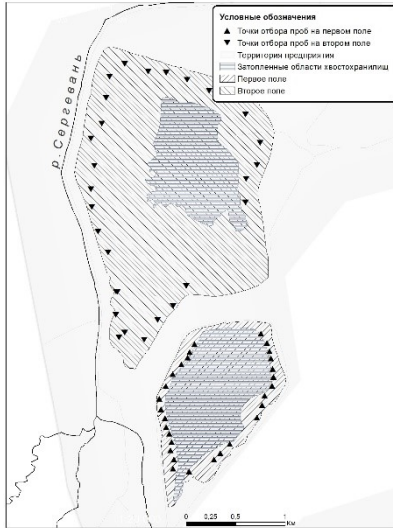 Условные обозначения
Точки отбора проб на первом поле
Точки отбора проб на втором поле
Территория предприятия
Затопленные области хвостохранилищ
Первое поле
Второе поле
р. Сергевань
0 0,25 0,5 1
Км